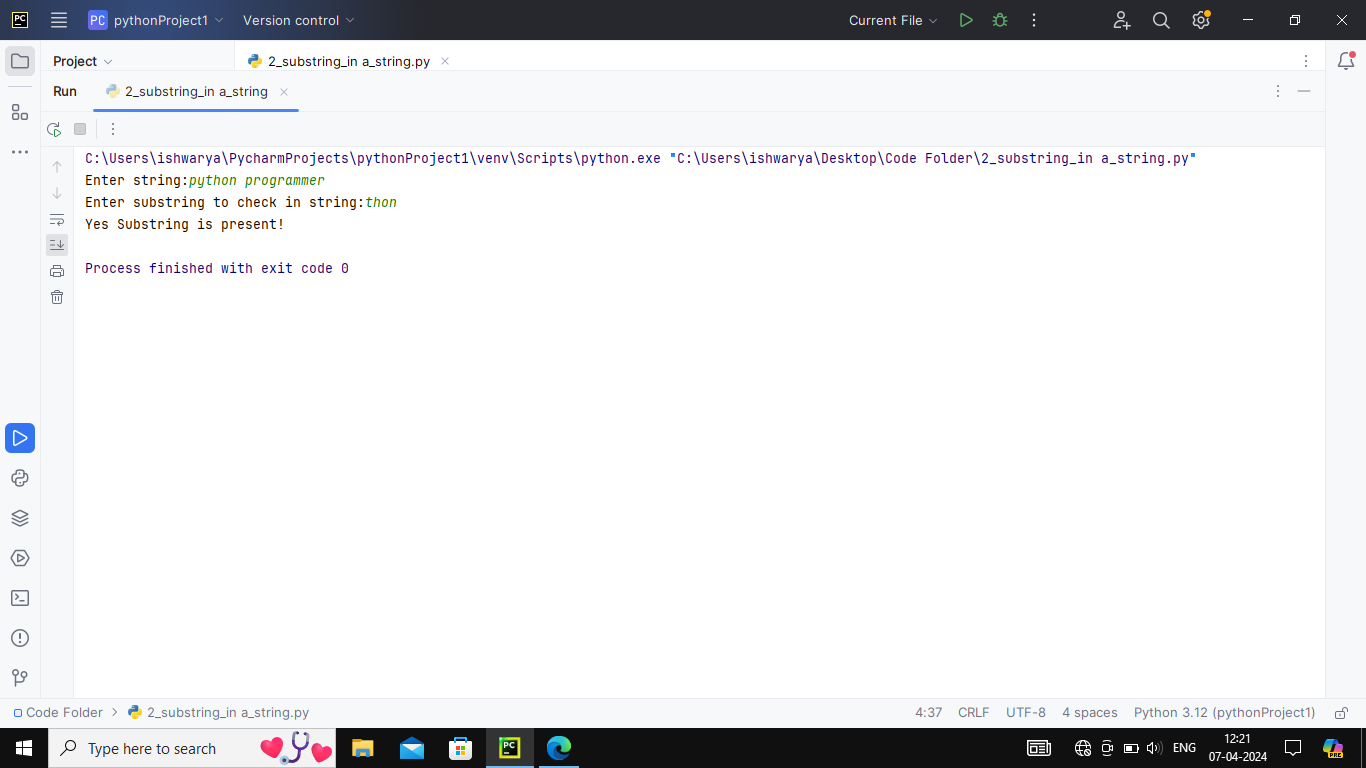 PC
PC pythonProject1 Version control Current File
Project 2_substring_in a_string.py
Run 2_substring_in a_string
C:\Users\ishwarya\PycharmProjects\pythonProject1\venv\Scripts\python.exe "C:\Users\ishwarya\Desktop\Code Folder\2_substring_in a_string.py"
Enter string:python programmer
Enter substring to check in string:thon
Yes Substring is present!
Process finished with exit code 0
Code Folder 2_substring_in a_string.py 4:37 CRLF UTF-8 4 spaces Python 3.12 (pythonProject1)
Type here to search PC ENG 12:21 PRE
07-04-2024